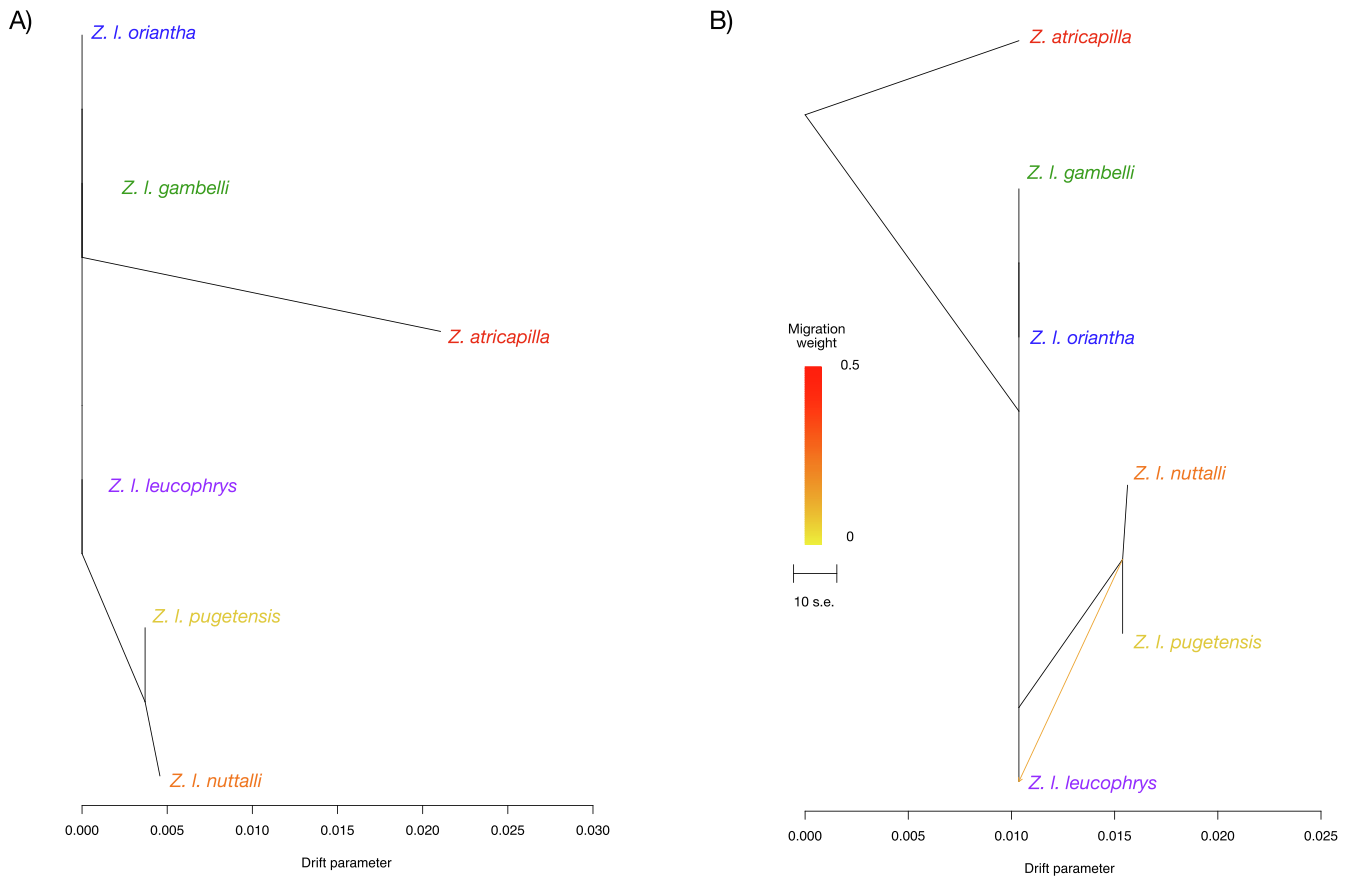 A)
Z. l. oriantha
Z. l. gambelli
Z. atricapilla
Z. l. leucophrys
Z. l. pugetensis
Z. l. nuttalli
0.000 0.005 0.010 0.015 0.020 0.025 0.030
Drift parameter
B)
Z. atricapilla
Z. l. gambelli
Z. l. oriantha
Migration
weight
0.5
0
10 s.e.
Z. l. nuttalli
Z. l. pugetensis
Z. l. leucophrys
0.000 0.005 0.010 0.015 0.020 0.025
Drift parameter